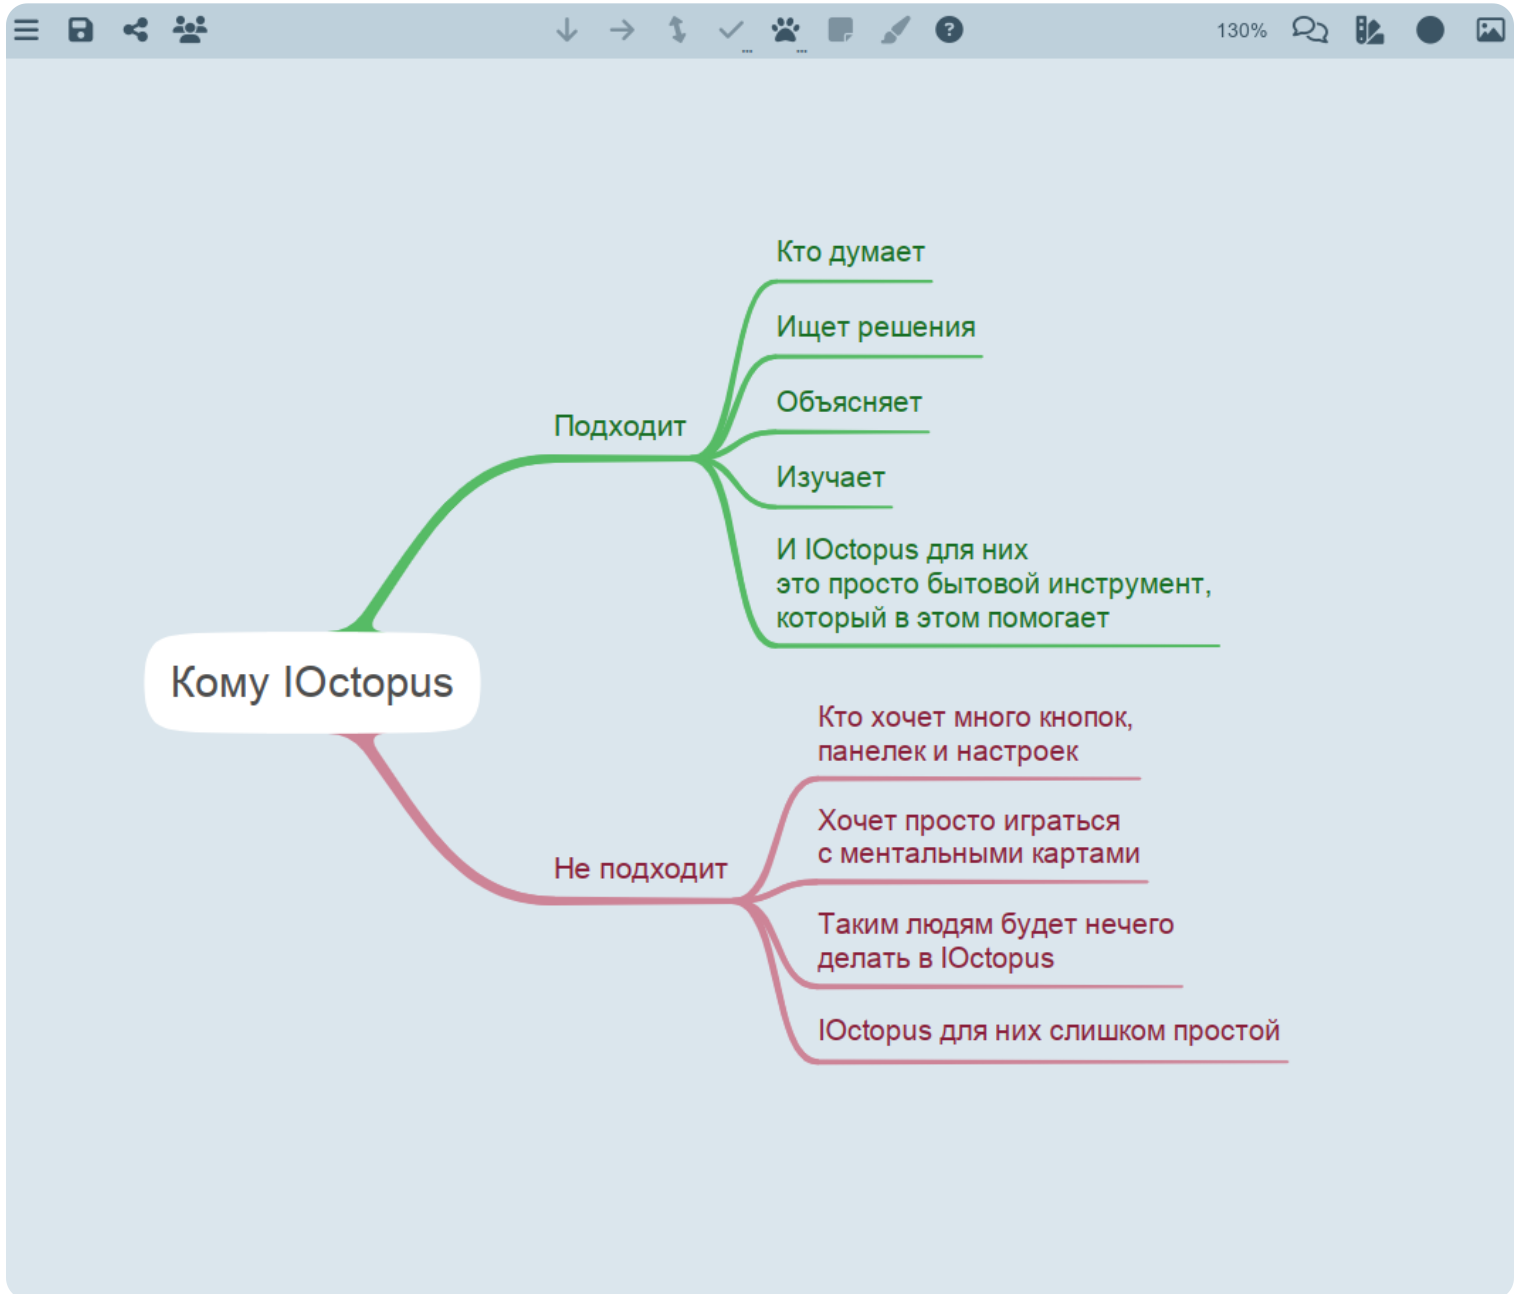 130%
Кто думает
Ищет решения
Объясняет
Подходит
Изучает
И IOctopus для них
это просто бытовой инструмент,
который в этом помогает
Кому IOctopus
Кто хочет много кнопок,
панелек и настроек
Хочет просто играться
с ментальными картами
Не подходит
Таким людям будет нечего
делать в IOctopus
IOctopus для них слишком простой